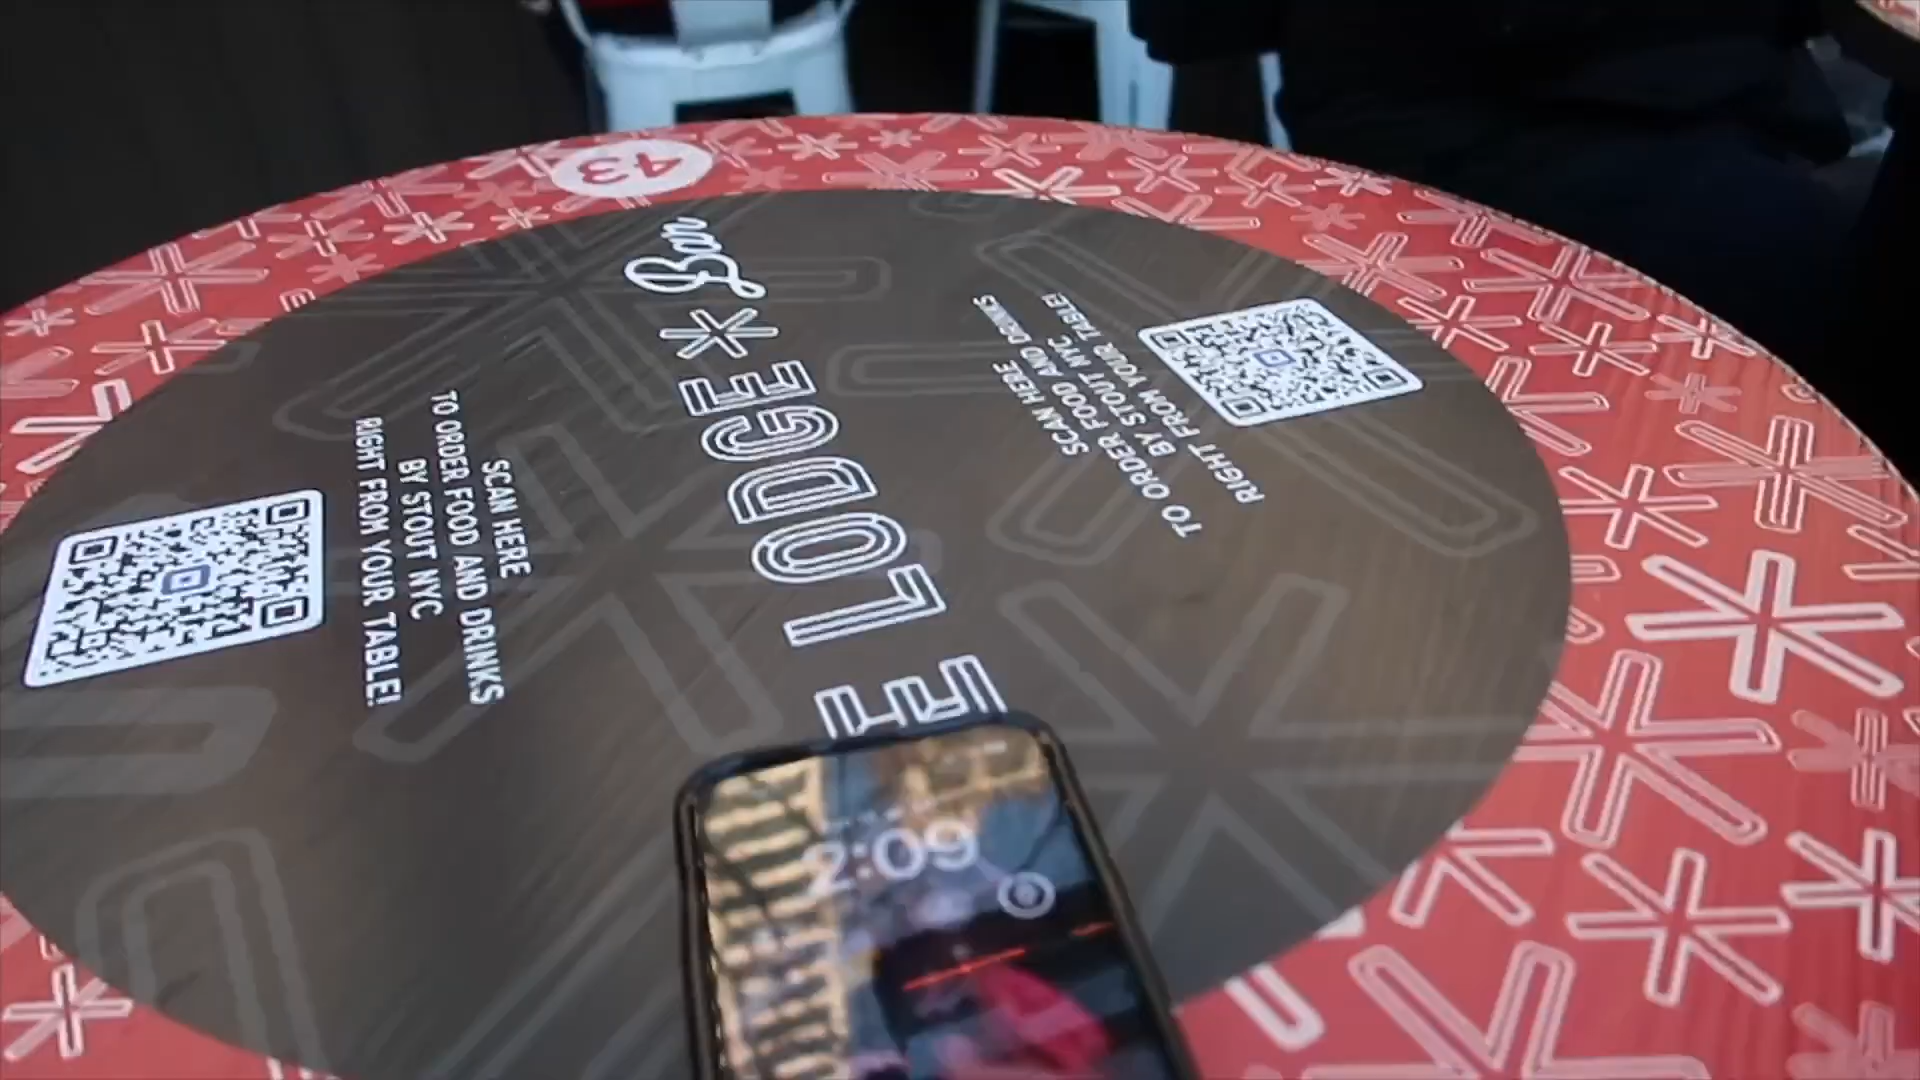 43
LODGE
SCAN HERE
TO ORDER FOOD AND DRINKS
BY STOUT NYC
RIGHT FROM YOUR TABLE!
SCAN HERE
TO ORDER FOOD AND DRINKS
BY STOUT NYC
RIGHT FROM YOUR TABLE!
2:09